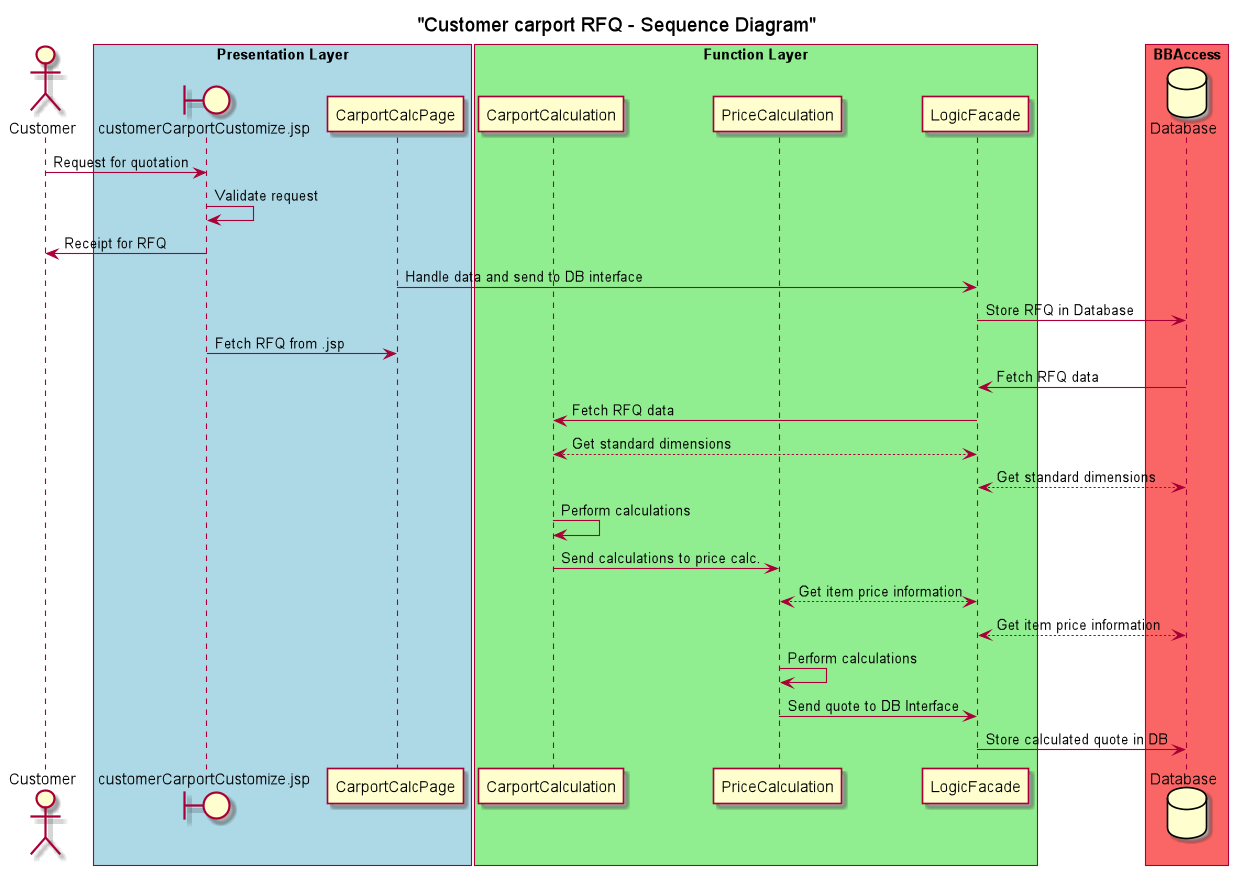 "Customer carport RFQ - Sequence Diagram"
Presentation Layer
Function Layer
BBAccess
Customer
customerCarportCustomize.jsp
CarportCalcPage
CarportCalculation
PriceCalculation
LogicFacade
Database
Request for quotation
Validate request
Receipt for RFQ
Handle data and send to DB interface
Store RFQ in Database
Fetch RFQ from .jsp
Fetch RFQ data
Fetch RFQ data
Get standard dimensions
Get standard dimensions
Perform calculations
Send calculations to price calc.
Get item price information
Get item price information
Perform calculations
Send quote to DB Interface
Store calculated quote in DB
Customer
customerCarportCustomize.jsp
CarportCalcPage
CarportCalculation
PriceCalculation
LogicFacade
Database